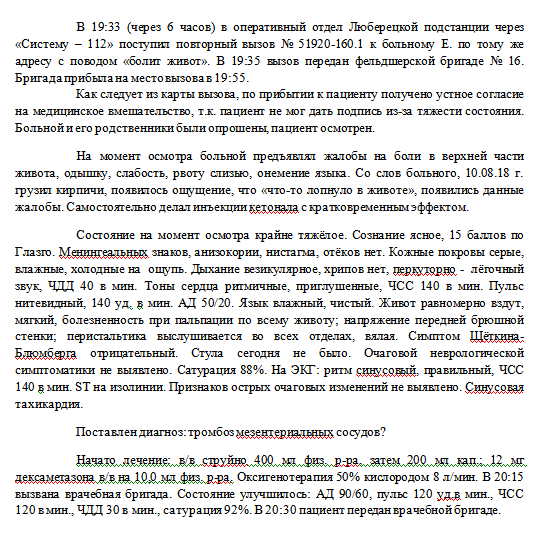 В 19:33 (через 6 часов) в оперативный отдел Люберецкой подстанции через
«Систему – 112» поступил повторный вызов № 51920-160.1 к больному Е. по тому же
адресу с поводом «болит живот». В 19:35 вызов передан фельдшерской бригаде № 16.
Бригада прибыла на место вызова в 19:55.
Как следует из карты вызова, по прибытии к пациенту получено устное согласие
на медицинское вмешательство, т.к. пациент не мог дать подпись из-за тяжести состояния.
Больной и его родственники были опрошены, пациент осмотрен.
На момент осмотра больной предъявлял жалобы на боли в верхней части
живота, одышку, слабость, рвоту слизью, онемение языка. Со слов больного, 10.08.18 г.
грузил кирпичи, появилось ощущение, что «что-то лопнуло в животе», появились данные
жалобы. Самостоятельно делал инъекции кетонала с кратковременным эффектом.
Состояние на момент осмотра крайне тяжёлое. Сознание ясное, 15 баллов по
Глазго. Менингеальных знаков, анизокории, нистагма, отёков нет. Кожные покровы серые,
влажные, холодные на ощупь. Дыхание везикулярное, хрипов нет, перкуторно - лёгочный
звук, ЧДД 40 в мин. Тоны сердца ритмичные, приглушенные, ЧСС 140 в мин. Пульс
нитевидный, 140 уд. в мин. АД 50/20. Язык влажный, чистый. Живот равномерно вздут,
мягкий, болезненность при пальпации по всему животу; напряжение передней брюшной
стенки; перистальтика выслушивается во всех отделах, вялая. Симптом Щёткина-
Блюмберга отрицательный. Стула сегодня не было. Очаговой неврологической
симптоматики не выявлено. Сатурация 88%. На ЭКГ: ритм синусовый, правильный, ЧСС
140 в мин. ST на изолинии. Признаков острых очаговых изменений не выявлено. Синусовая
тахикардия.
Поставлен диагноз: тромбоз мезентериальных сосудов?
Начато лечение: в/в струйно 400 мл физ. р-ра, затем 200 мл кап.; 12 мг
дексаметазона в/в на 10,0 мл физ. р-ра. Оксигенотерапия 50% кислородом 8 л/мин. В 20:15
вызвана врачебная бригада. Состояние улучшилось: АД 90/60, пульс 120 уд.в мин., ЧСС
120 в мин., ЧДД 30 в мин., сатурация 92%. В 20:30 пациент передан врачебной бригаде.